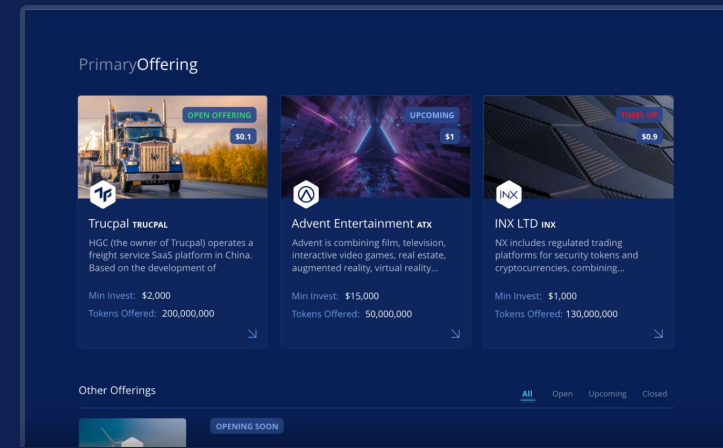 PrimaryOffering
OPEN OFFERING
$0.1
Trucpal TRUCPAL
HGC (the owner of Trucpal) operates a
freight service SaaS platform in China.
Based on the development of
Min Invest: $2,000
Tokens Offered: 200,000,000
UPCOMING
$1
Advent Entertainment ATX
Advent is combining film, television,
interactive video games, real estate,
augmented reality, virtual reality...
Min Invest: $15,000
Tokens Offered: 50,000,000
TIMES UP
$0.9
INX
INX LTD INX
NX includes regulated trading
platforms for security tokens and
cryptocurrencies, combining...
Min Invest: $1,000
Tokens Offered: 130,000,000
Other Offerings
All Open Upcoming Closed
OPENING SOON